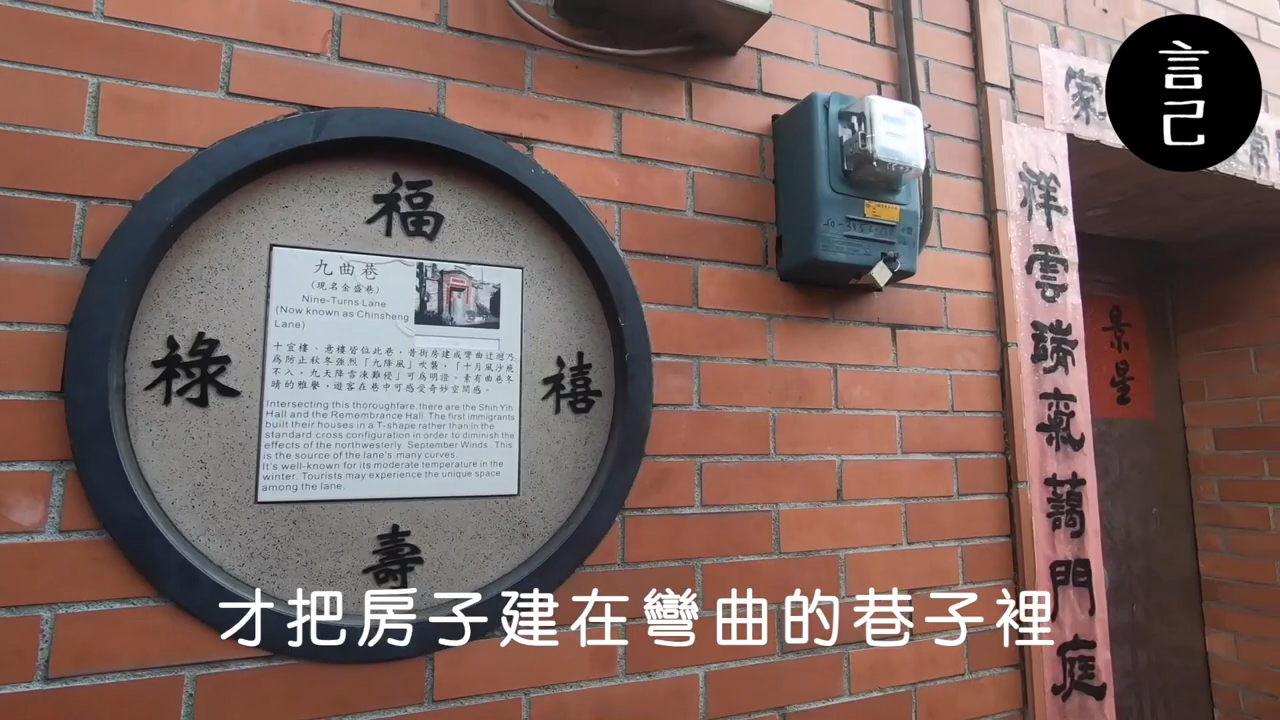 言己
家
福
祿
禧
壽
九曲巷
(現名金盛巷)
Nine-Turns Lane
(Now known as Chinsheng
Lane)
十宜樓、意樓皆位此巷，昔街房建成彎曲迂迴乃
為防止秋冬強烈「九降風」吹襲，「十月風沙飛
不入，九天降雪凍難侵」可為明證，素有曲巷冬
晴的雅譽，遊客在巷中可感受奇妙空間感。
Intersecting this thoroughfare, there are the Shih Yih
Hall and the Remembrance Hall. The first immigrants
built their houses in a T-shape rather than in the
standard cross configuration in order to diminish the
effects of the northwesterly September Winds. This
is the source of the lane's many curves.
It's well-known for its moderate temperature in the
winter. Tourists may experience the unique space
among the lane.
祥雲瑞氣藹門庭
景星
才把房子建在彎曲的巷子裡